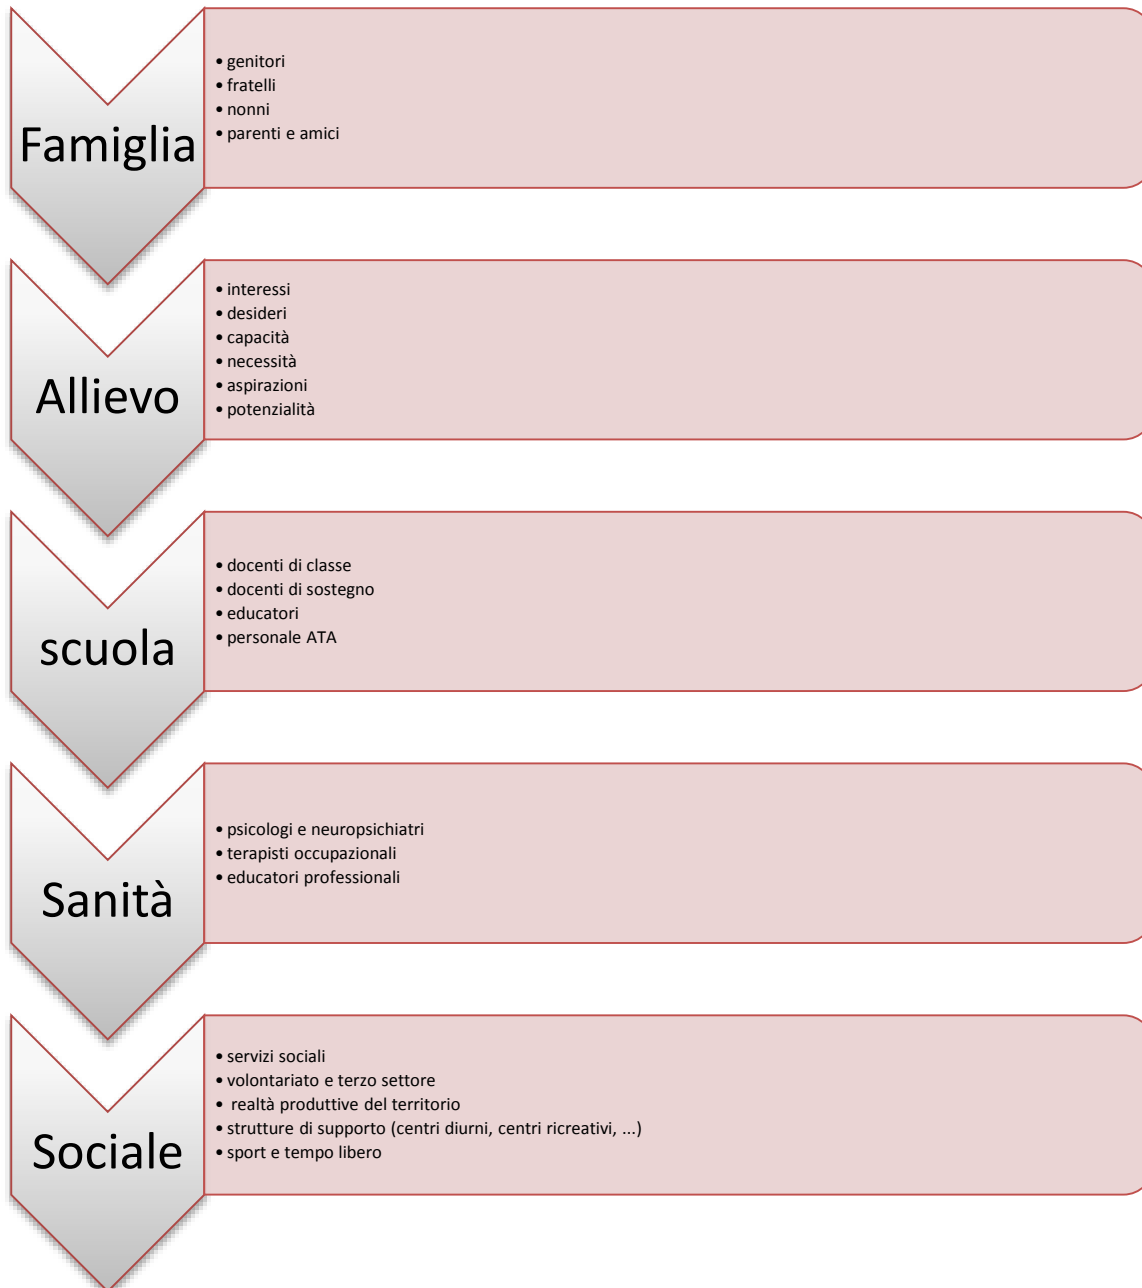 Famiglia
• genitori
• fratelli
• nonni
• parenti e amici
Allievo
• interessi
• desideri
• capacità
• necessità
• aspirazioni
• potenzialità
scuola
• docenti di classe
• docenti di sostegno
• educatori
• personale ATA
Sanità
• psicologi e neuropsichiatri
• terapisti occupazionali
• educatori professionali
Sociale
• servizi sociali
• volontariato e terzo settore
• realtà produttive del territorio
• strutture di supporto (centri diurni, centri ricreativi, ...)
• sport e tempo libero